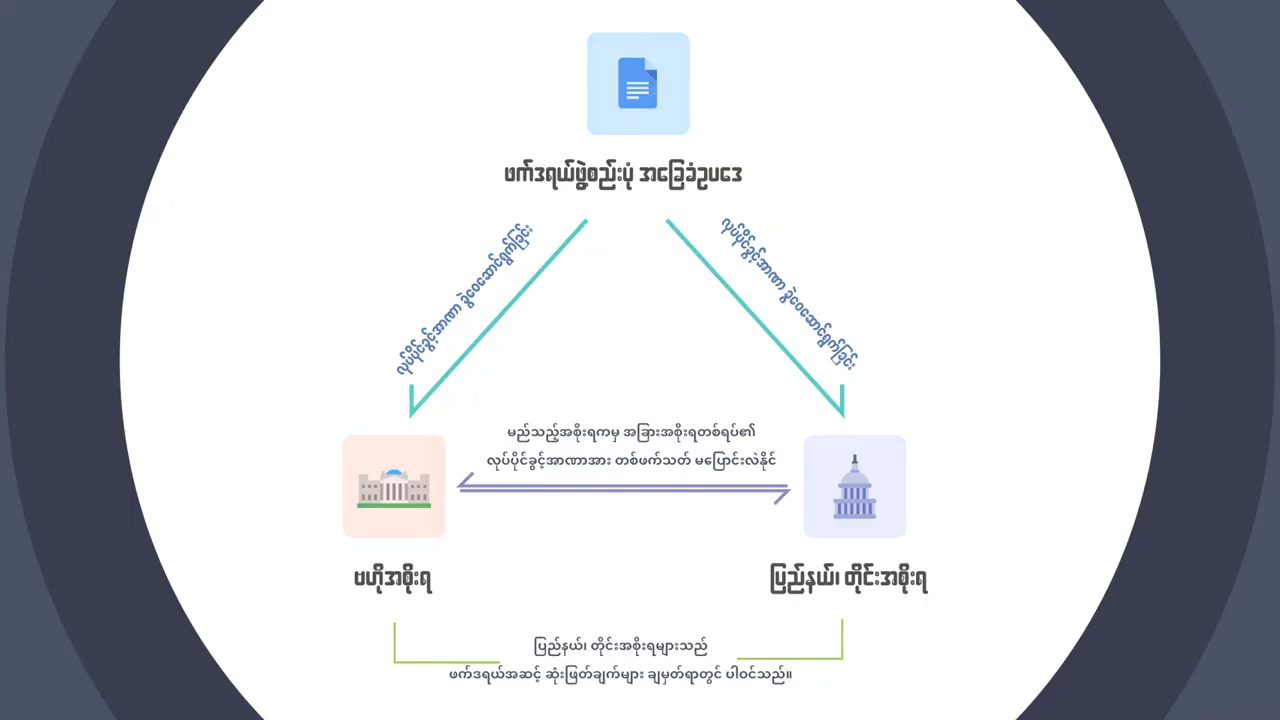 ဖက်ဒရယ်ဖွဲ့စည်းပုံ အခြေခံဥပဒေ
လုပ်ပိုင်ခွင့်အာဏာ ခွဲဝေဆောင်ရွက်ခြင်း
လုပ်ပိုင်ခွင့်အာဏာ ခွဲဝေဆောင်ရွက်ခြင်း
မည်သည့်အစိုးရကမှ အခြားအစိုးရတစ်ရပ်၏
လုပ်ပိုင်ခွင့်အာဏာအား တစ်ဖက်သတ် မပြောင်းလဲနိုင်
ဗဟိုအစိုးရ
ပြည်နယ်၊ တိုင်းအစိုးရ
ပြည်နယ်၊ တိုင်းအစိုးရများသည်
ဖက်ဒရယ်အဆင့် ဆုံးဖြတ်ချက်များ ချမှတ်ရာတွင် ပါဝင်သည်။